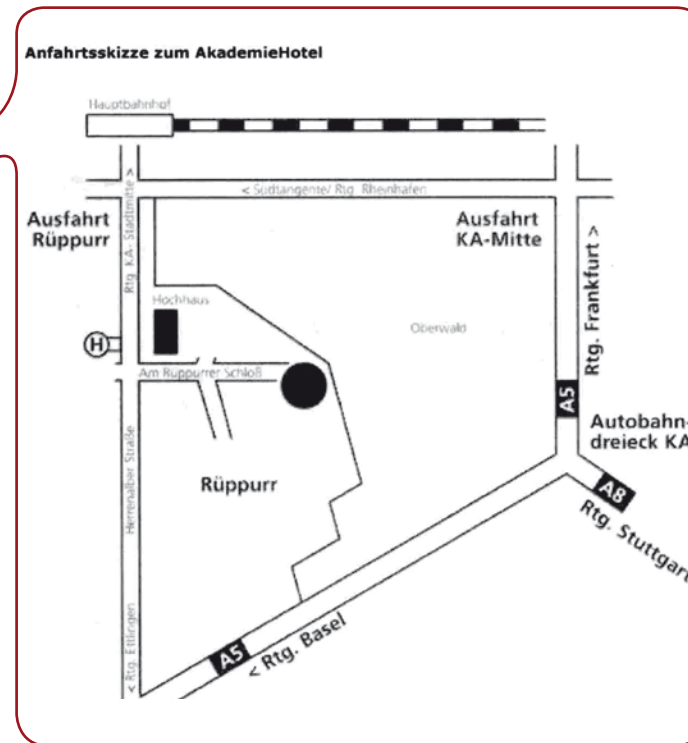 Anfahrtsskizze zum AkademieHotel
Hauptbahnhof
< Südtangente/ Rtg. Rheinhafen
Ausfahrt
Rüppurr
Rtg. KA- Stadtmitte >
Ausfahrt
KA-Mitte
Rtg. Frankfurt >
Hochhaus
Oberwald
H
Am Rüppurrer Schloß
A5
Autobahn-
dreieck KA
A8
Rtg. Stuttgart
Rüppurr
Herrenalber Straße
< Rtg. Ettlingen
A5
< Rtg. Basel